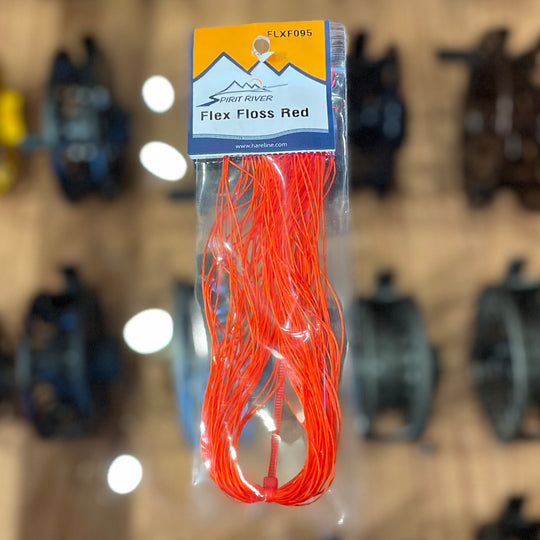 FLXF095
SPIRIT RIVER
Flex Floss Red
www.hareline.com